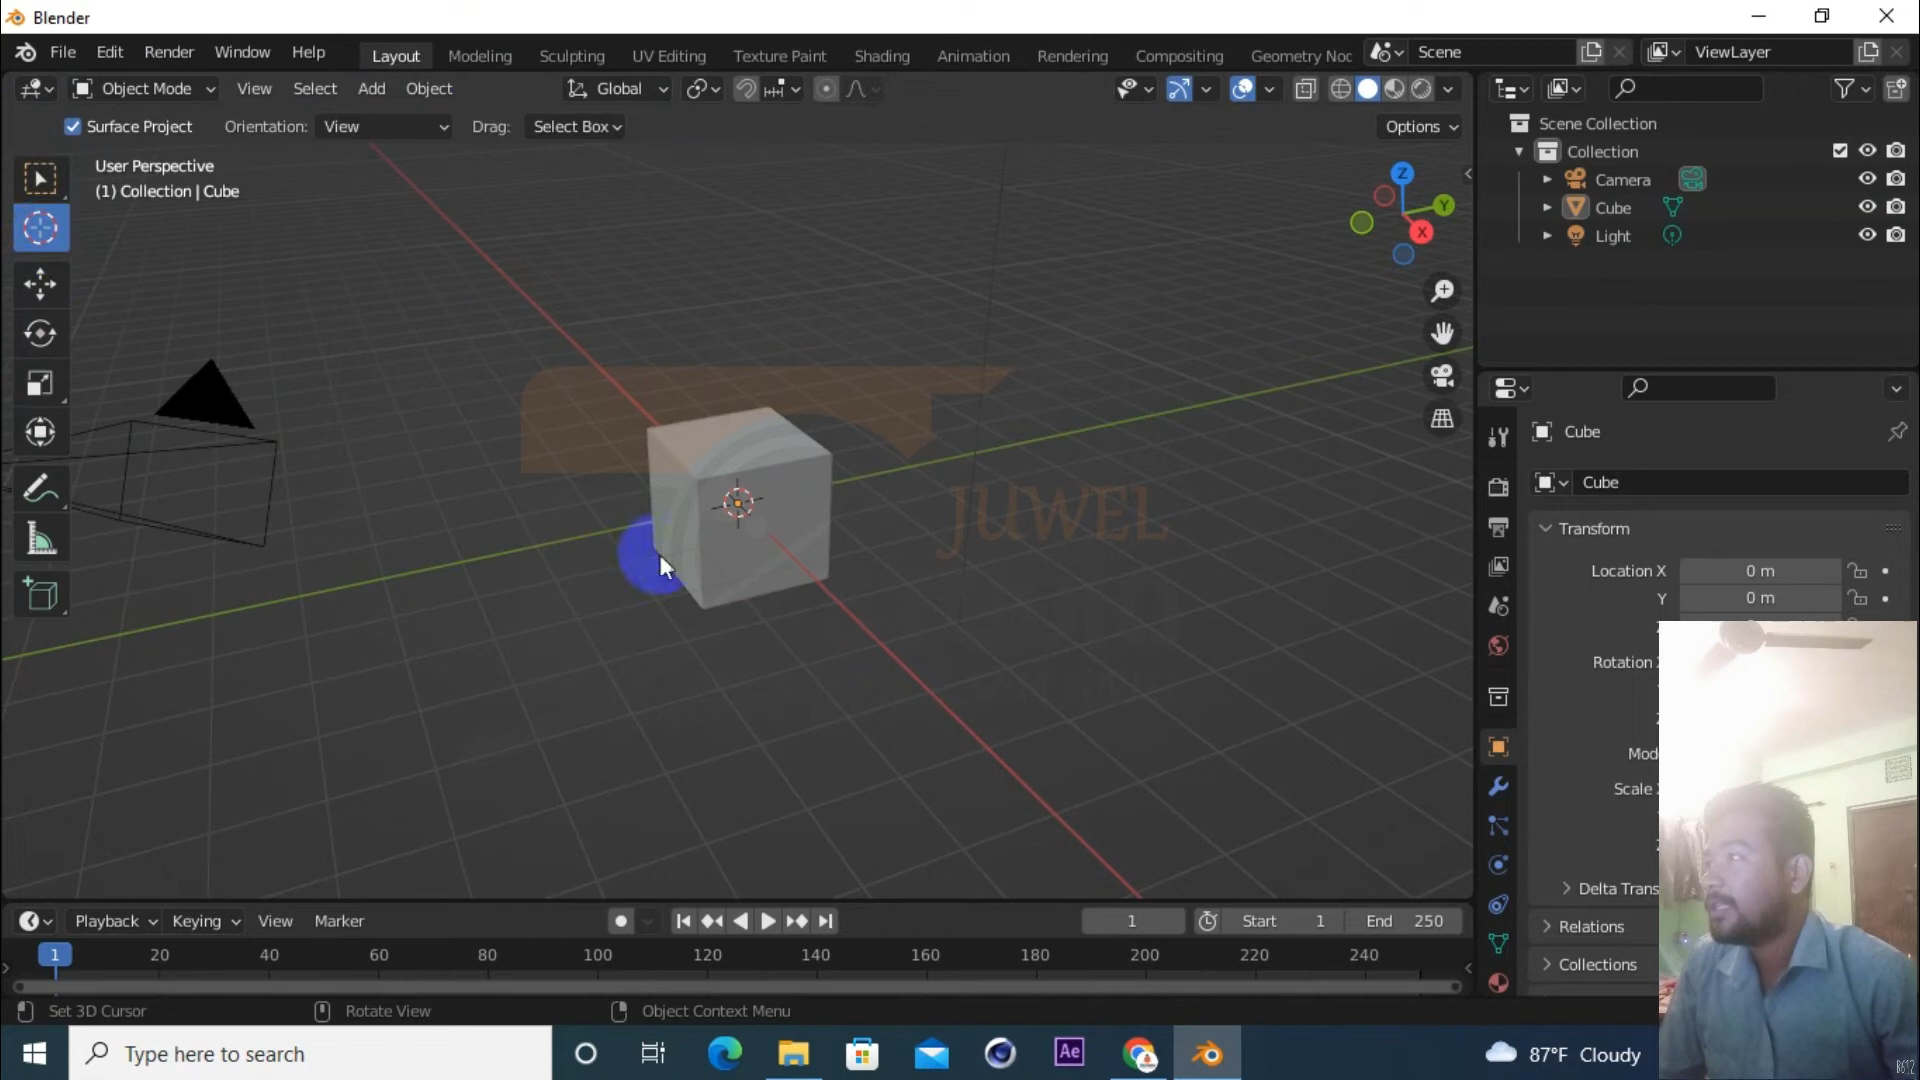 Blender
File Edit Render Window Help Layout Modeling Sculpting UV Editing Texture Paint Shading Animation Rendering Compositing Geometry Noc Scene ViewLayer
Object Mode View Select Add Object Global
Surface Project Orientation: View Drag: Select Box Options
User Perspective
(1) Collection | Cube
Z
Y
X
JUWEL
Scene Collection
Collection
Camera
Cube
Light
Cube
Cube
Transform
Location X 0 m
Y 0 m
Rotation
Mod
Scale
Delta Trans
Relations
Collections
Playback Keying View Marker 1 Start 1 End 250
1 20 40 60 80 100 120 140 160 180 200 220 240
Set 3D Cursor Rotate View Object Context Menu
Type here to search Ae 87°F Cloudy
B612